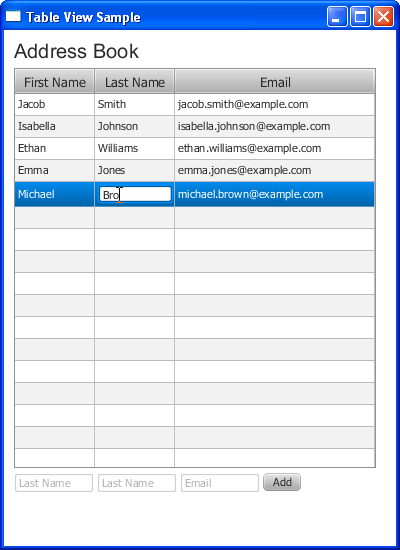 Table View Sample
Address Book
First Name Last Name Email
Jacob Smith jacob.smith@example.com
Isabella Johnson isabella.johnson@example.com
Ethan Williams ethan.williams@example.com
Emma Jones emma.jones@example.com
Michael Bro michael.brown@example.com
Last Name Last Name Email Add